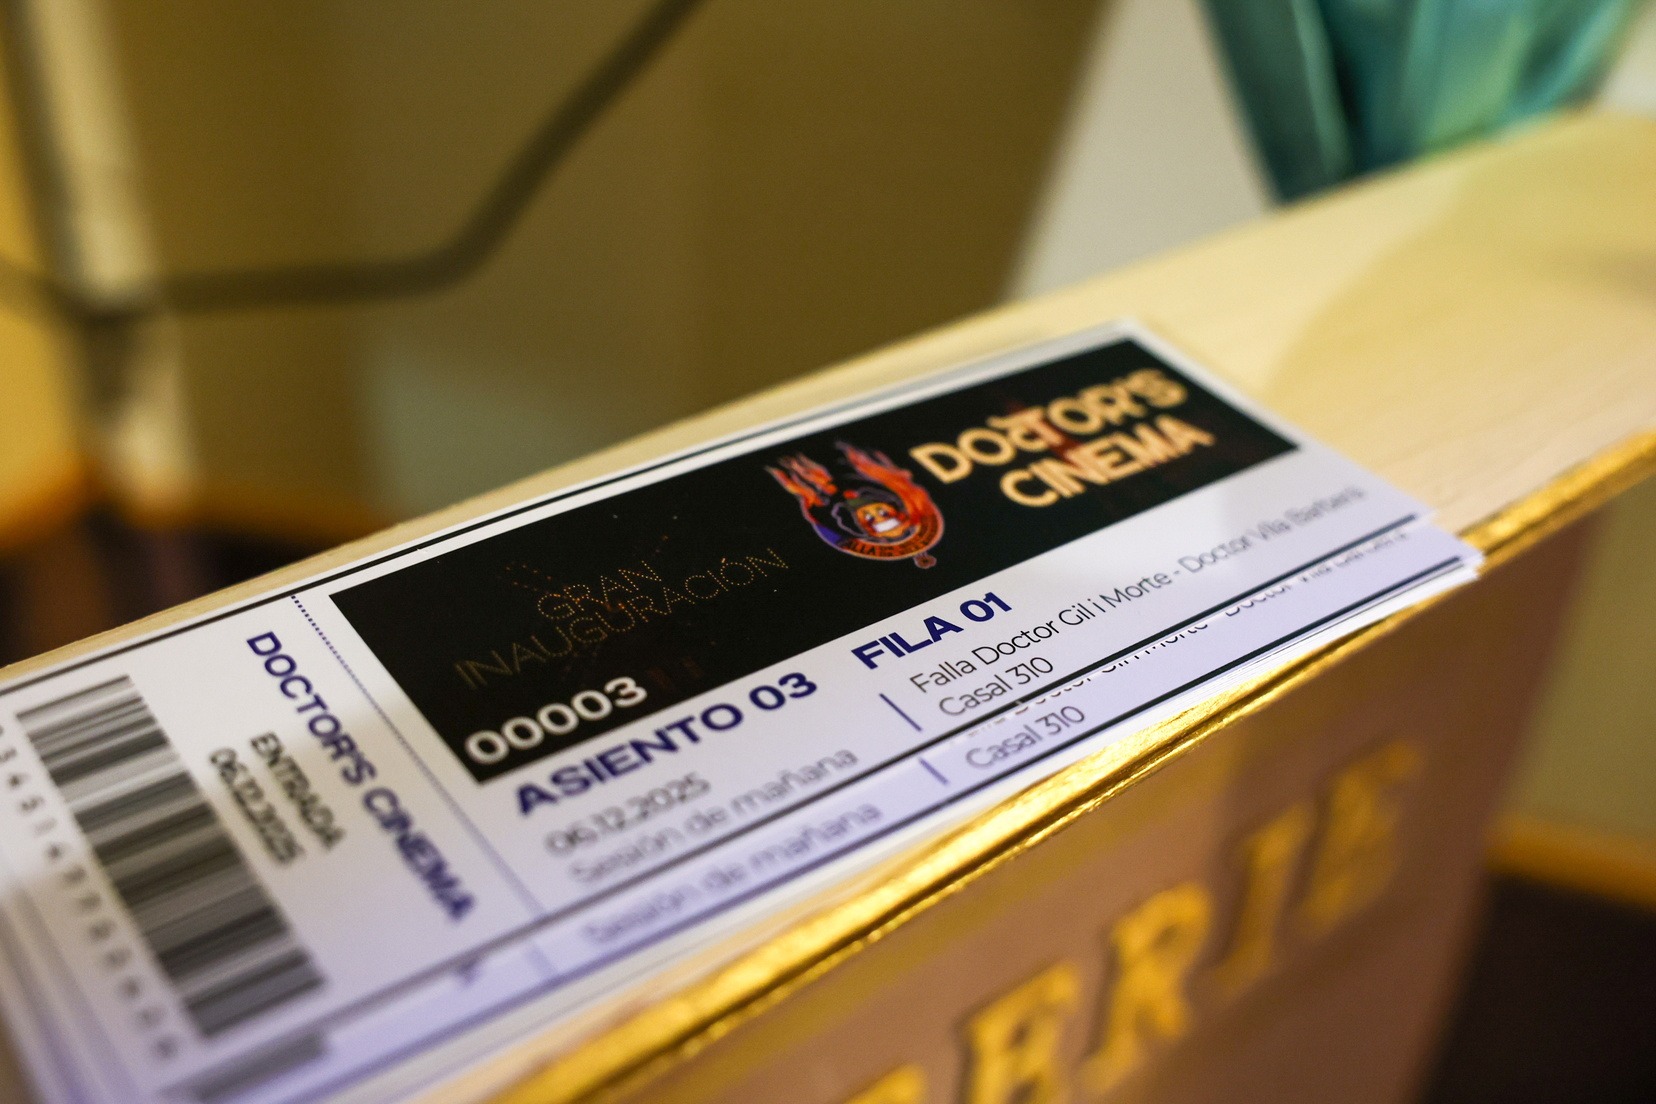 DOCTOR'S CINEMA
ENTRADA
06.12.2025
GRAN
INAUGURACIÓN
00003
DOCTOR'S
CINEMA
ASIENTO 03 FILA 01
06.12.2025
Sesión de mañana
Falla Doctor Gil i Morte - Doctor Vila Barberá
Casal 310
Sesión de mañana
Casal 310